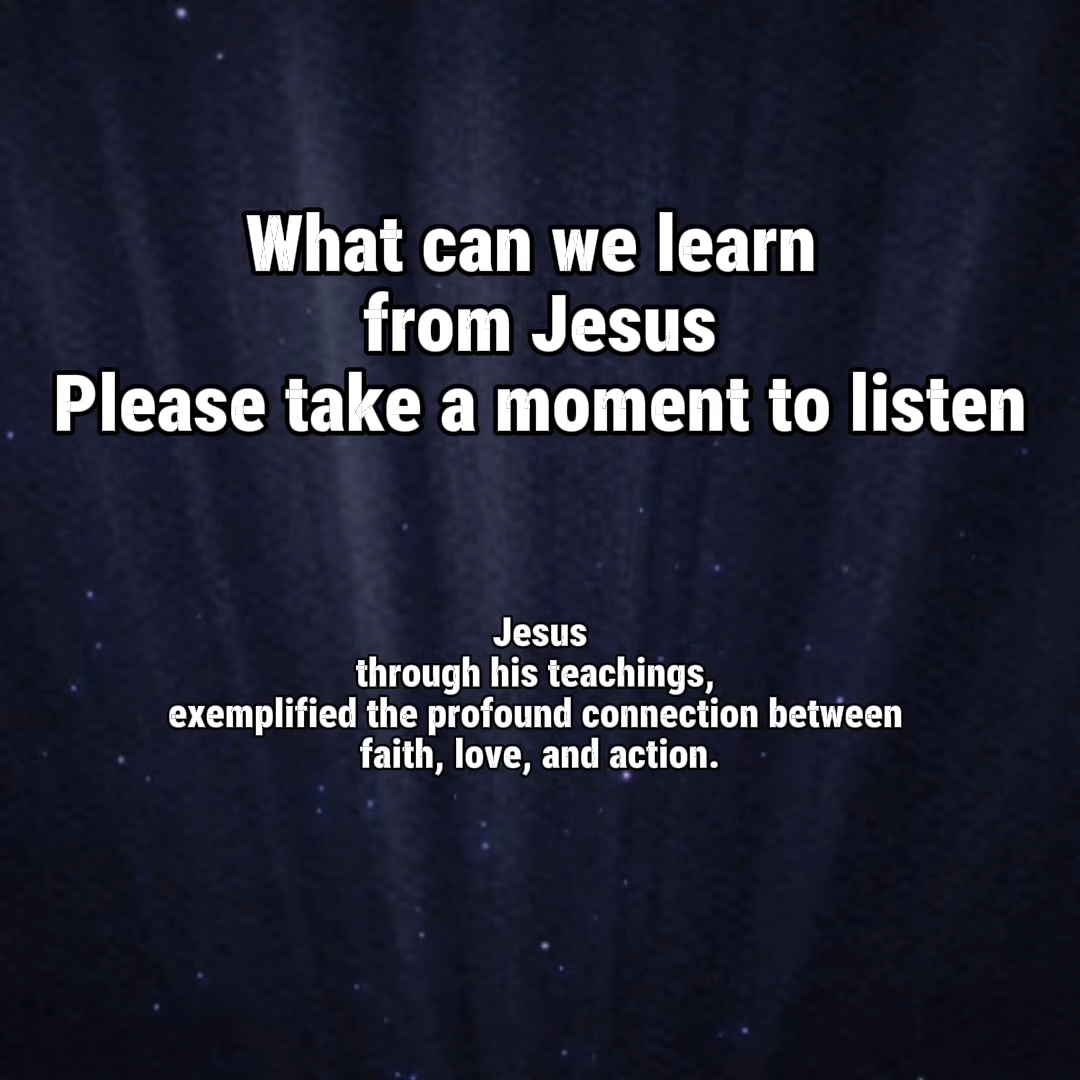 What can we learn
from Jesus
Please take a moment to listen
Jesus
through his teachings,
exemplified the profound connection between
faith, love, and action.